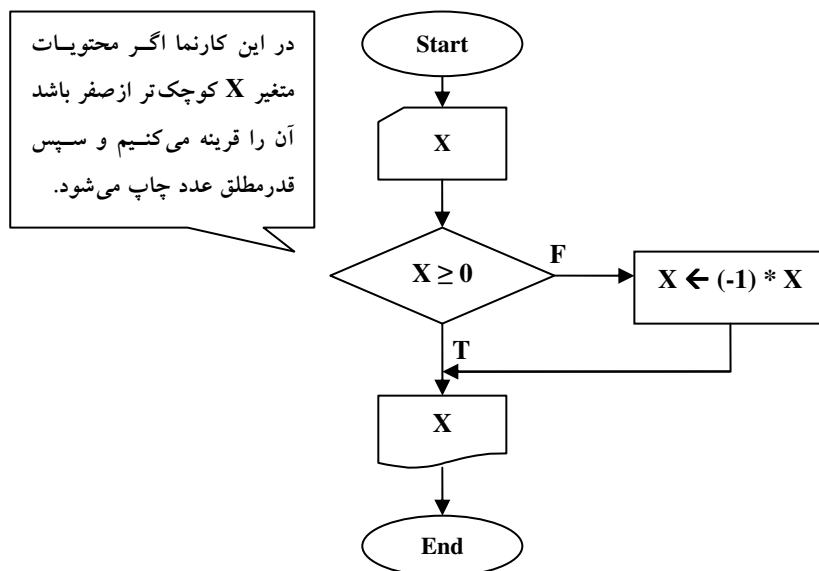 در این کارنما اگر محتویات
متغیر X کوچک‌تر ازصفر باشد
آن را قرینه می‌کنیم و سپس
قدرمطلق عدد چاپ می‌شود.
Start
X
X ≥ 0
F
X ← (-1) * X
T
X
End